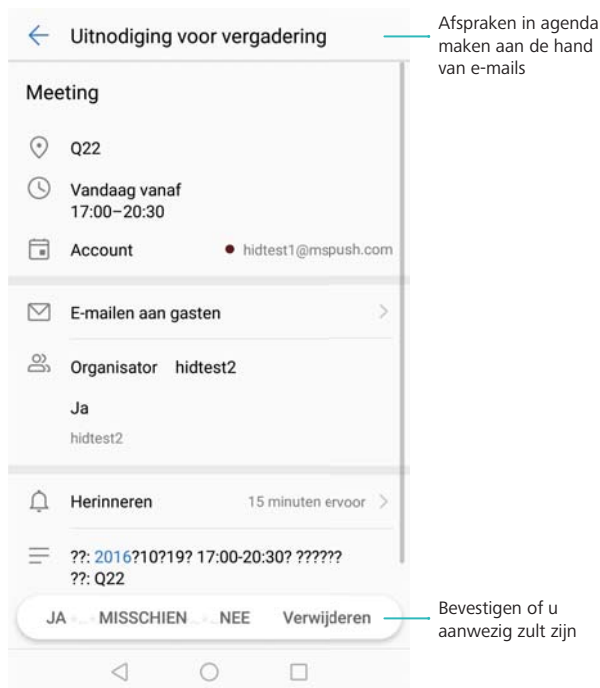 Uitnodiging voor vergadering
Afspraken in agenda
maken aan de hand
van e-mails
Meeting
Q22
Vandaag vanaf
17:00–20:30
Account hidtest1@mspush.com
E-mailen aan gasten
Organisator hidtest2
Ja
hidtest2
Herinneren 15 minuten ervoor
??: 2016?10?19? 17:00-20:30? ??????
??: Q22
JA MISSCHIEN NEE Verwijderen
Bevestigen of u
aanwezig zult zijn